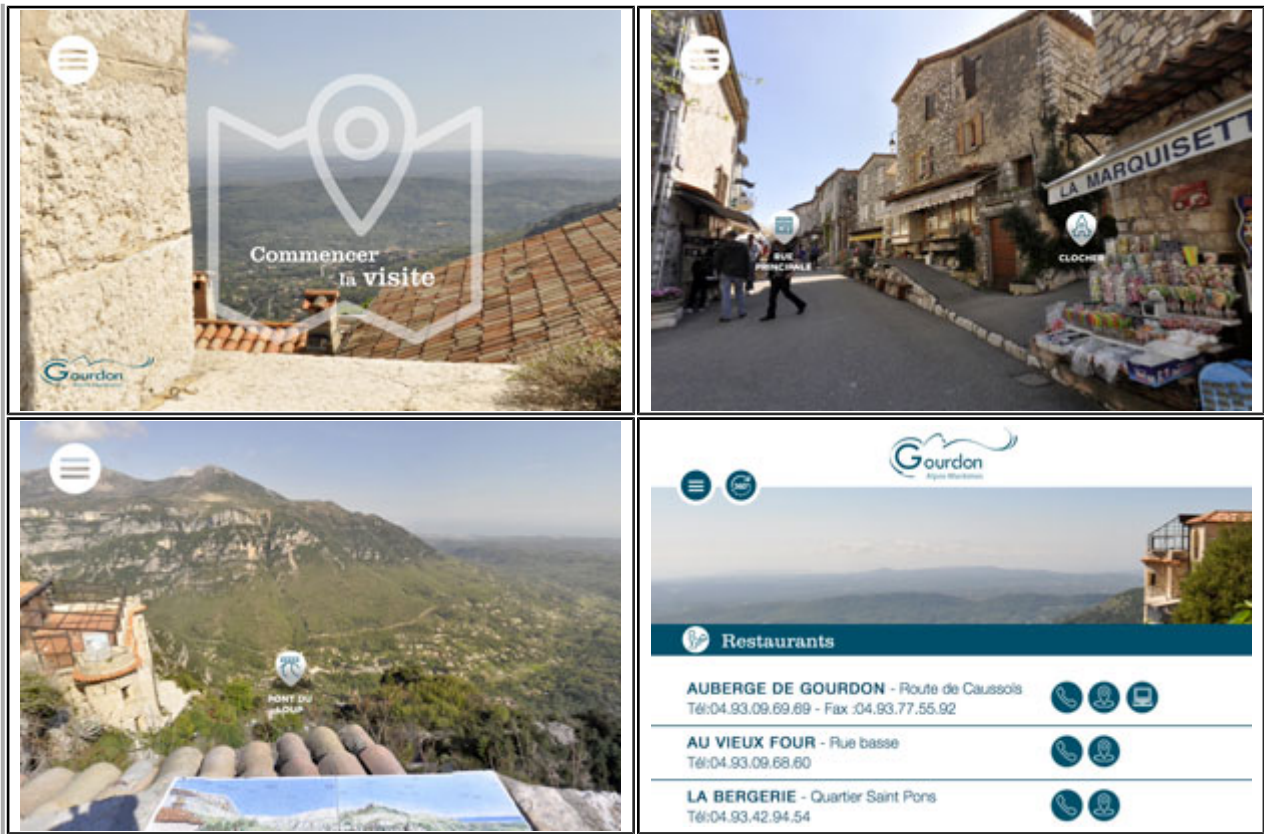 Commencer
la visite
Gourdon
LA MARQUISETT
RUE
PRINCIPALE
CLOCHER
PONT DU
LOUP
Gourdon
Alpes Maritimes
360°
Restaurants
AUBERGE DE GOURDON - Route de Caussols
Tél:04.93.09.69.69 - Fax :04.93.77.55.92
AU VIEUX FOUR - Rue basse
Tél:04.93.09.68.60
LA BERGERIE - Quartier Saint Pons
Tél:04.93.42.94.54